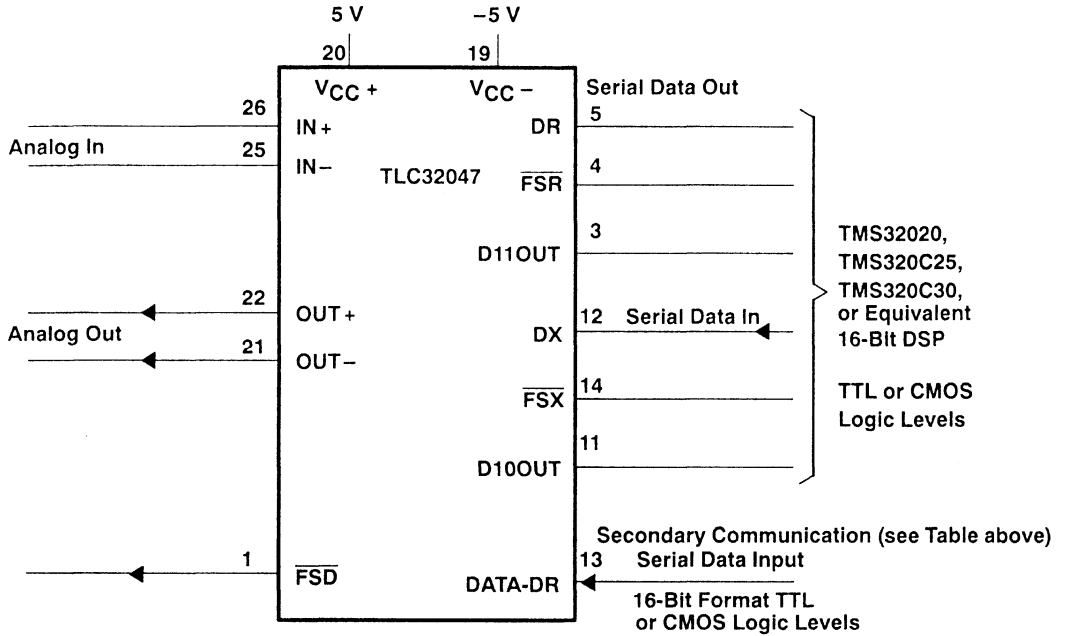 5 V
−5 V
20
19
VCC +
VCC −
Serial Data Out
26
IN +
DR
5
Analog In
25
IN −
TLC32047
FSR
4
D11OUT
3
TMS32020,
TMS320C25,
TMS320C30,
or Equivalent
16-Bit DSP
22
OUT +
Analog Out
21
OUT −
DX
12
Serial Data In
FSX
14
TTL or CMOS
Logic Levels
D10OUT
11
Secondary Communication (see Table above)
1
FSD
DATA-DR
13
Serial Data Input
16-Bit Format TTL
or CMOS Logic Levels